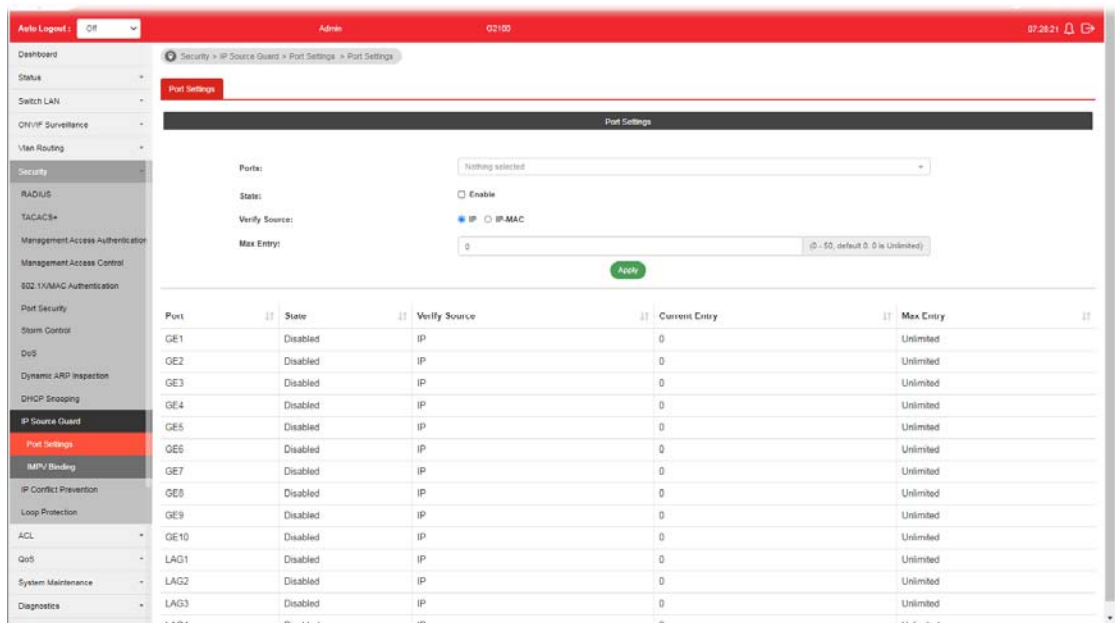 Auto Logout : Off Admin G2100 07:28:21
Dashboard
Status
Switch LAN
ONVIF Surveillance
Vlan Routing
Security
RADIUS
TACACS+
Management Access Authentication
Management Access Control
802.1X/MAC Authentication
Port Security
Storm Control
DoS
Dynamic ARP Inspection
DHCP Snooping
IP Source Guard
Port Settings
IMPV Binding
IP Conflict Prevention
Loop Protection
ACL
QoS
System Maintenance
Diagnostics
Security > IP Source Guard > Port Settings > Port Settings
Port Settings
Port Settings
Ports: Nothing selected
State: Enable
Verify Source: IP IP-MAC
Max Entry: 0 (0 - 50, default 0. 0 is Unlimited)
Apply
Port State Verify Source Current Entry Max Entry
GE1 Disabled IP 0 Unlimited
GE2 Disabled IP 0 Unlimited
GE3 Disabled IP 0 Unlimited
GE4 Disabled IP 0 Unlimited
GE5 Disabled IP 0 Unlimited
GE6 Disabled IP 0 Unlimited
GE7 Disabled IP 0 Unlimited
GE8 Disabled IP 0 Unlimited
GE9 Disabled IP 0 Unlimited
GE10 Disabled IP 0 Unlimited
LAG1 Disabled IP 0 Unlimited
LAG2 Disabled IP 0 Unlimited
LAG3 Disabled IP 0 Unlimited